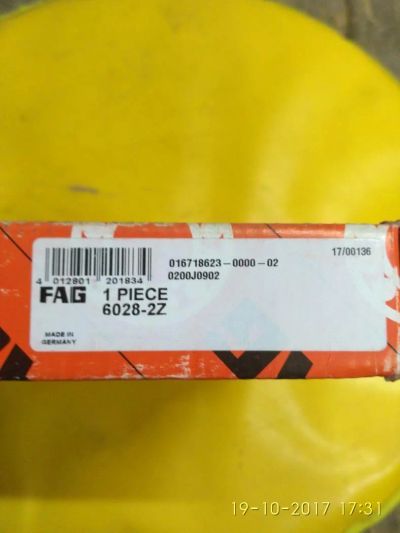 016718623-0000-02
17/00136
0200J0902
4 012801 201834
FAG
1 PIECE
6028-2Z
MADE IN
GERMANY
19-10-2017 17:31